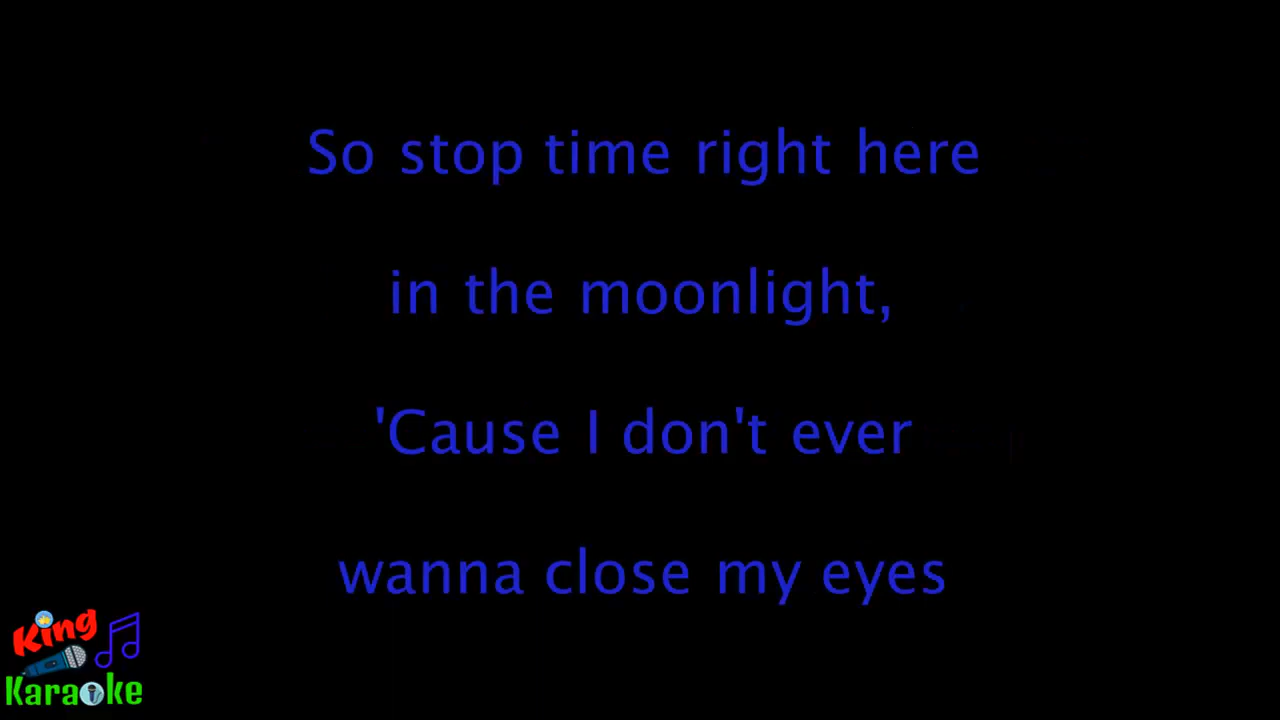 So stop time right here
in the moonlight,
'Cause I don't ever
wanna close my eyes
King
Karaoke